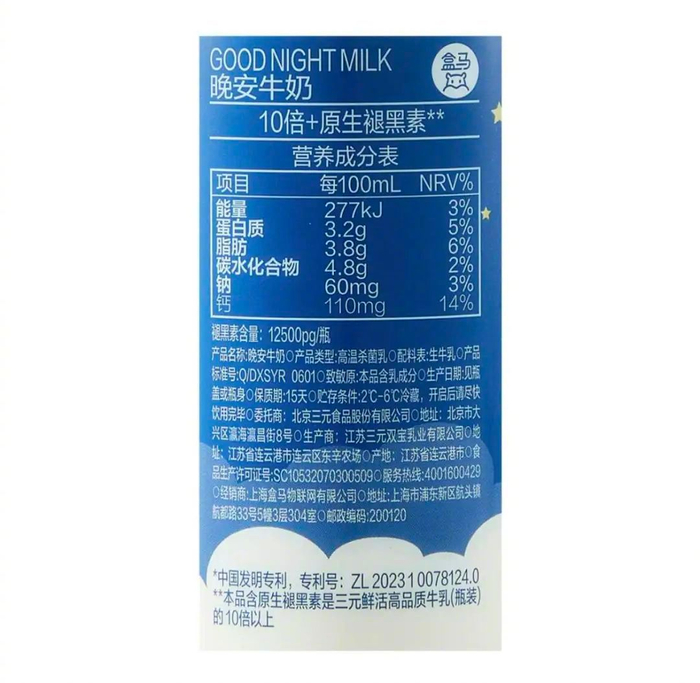 GOOD NIGHT MILK
晚安牛奶
盒马
10倍+原生褪黑素**
营养成分表
项目 每100mL NRV%
能量 277kJ 3%
蛋白质 3.2g 5%
脂肪 3.8g 6%
碳水化合物 4.8g 2%
钠 60mg 3%
钙 110mg 14%
褪黑素含量：12500pg/瓶
产品名称:晚安牛奶○产品类型:高温杀菌乳○配料表:生牛乳○产品
标准号:Q/DXSYR 0601○致敏原:本品含乳成分○生产日期:见瓶
盖或瓶身○保质期:15天○贮存条件:2℃-6℃冷藏，开启后请尽快
饮用完毕○委托商：北京三元食品股份有限公司○地址：北京市大
兴区瀛海瀛昌街8号○生产商：江苏三元双宝乳业有限公司○地
址：江苏省连云港市连云区东辛农场○产地：江苏省连云港市○食
品生产许可证号:SC10532070300509○服务热线:4001600429
○经销商:上海盒马物联网有限公司○地址:上海市浦东新区航头镇
航都路33号5幢3层304室○邮政编码:200120
*中国发明专利，专利号：ZL 2023 1 0078124.0
**本品含原生褪黑素是三元鲜活高品质牛乳(瓶装)
的10倍以上